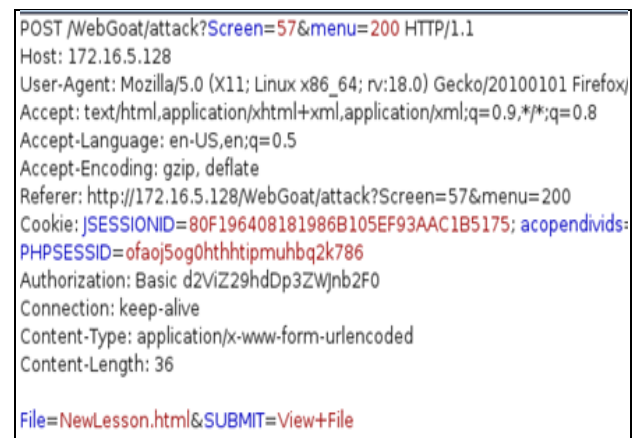 POST /WebGoat/attack?Screen=57&menu=200 HTTP/1.1
Host: 172.16.5.128
User-Agent: Mozilla/5.0 (X11; Linux x86_64; rv:18.0) Gecko/20100101 Firefox/
Accept: text/html,application/xhtml+xml,application/xml;q=0.9,*/*;q=0.8
Accept-Language: en-US,en;q=0.5
Accept-Encoding: gzip, deflate
Referer: http://172.16.5.128/WebGoat/attack?Screen=57&menu=200
Cookie: JSESSIONID=80F196408181986B105EF93AAC1B5175; acopendivids=
PHPSESSID=ofaoj5og0hthhtipmuhbq2k786
Authorization: Basic d2ViZ29hdDp3ZWJnb2F0
Connection: keep-alive
Content-Type: application/x-www-form-urlencoded
Content-Length: 36
File=NewLesson.html&SUBMIT=View+File